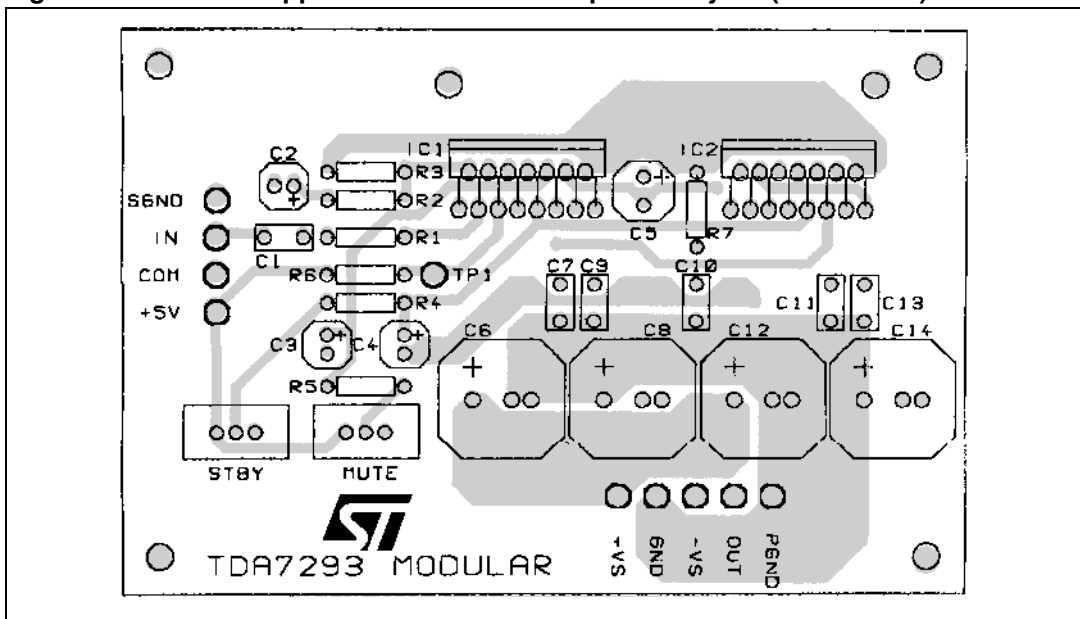 IC1
IC2
C2
R3
R2
SGND
IN
C1
R1
C5
R7
COM
R6
TP1
C7
C9
C10
+5V
R4
C11
C13
C3
C4
C6
C8
C12
C14
R5
STBY
MUTE
ST
+VS
GND
-VS
OUT
PGND
TDA7293 MODULAR